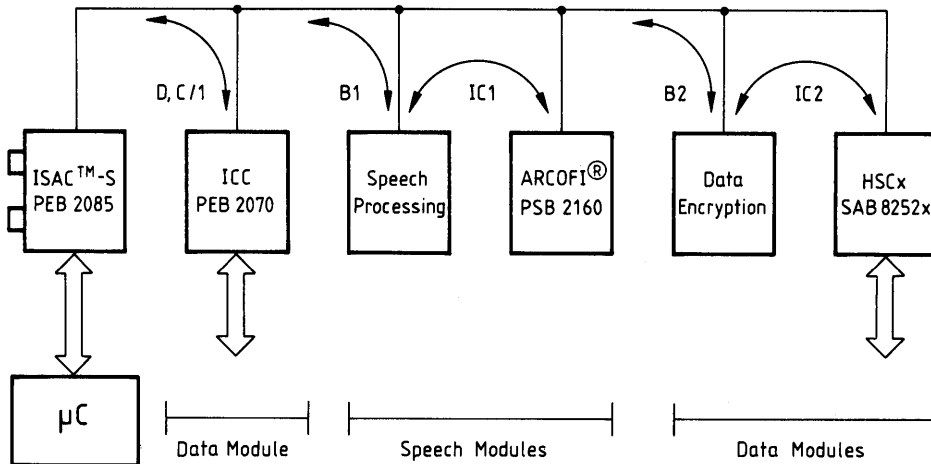 D, C/1
B1
IC1
B2
IC2
ISAC™-S
PEB 2085
ICC
PEB 2070
Speech
Processing
ARCOFI®
PSB 2160
Data
Encryption
HSCx
SAB 8252x
μC
Data Module
Speech Modules
Data Modules